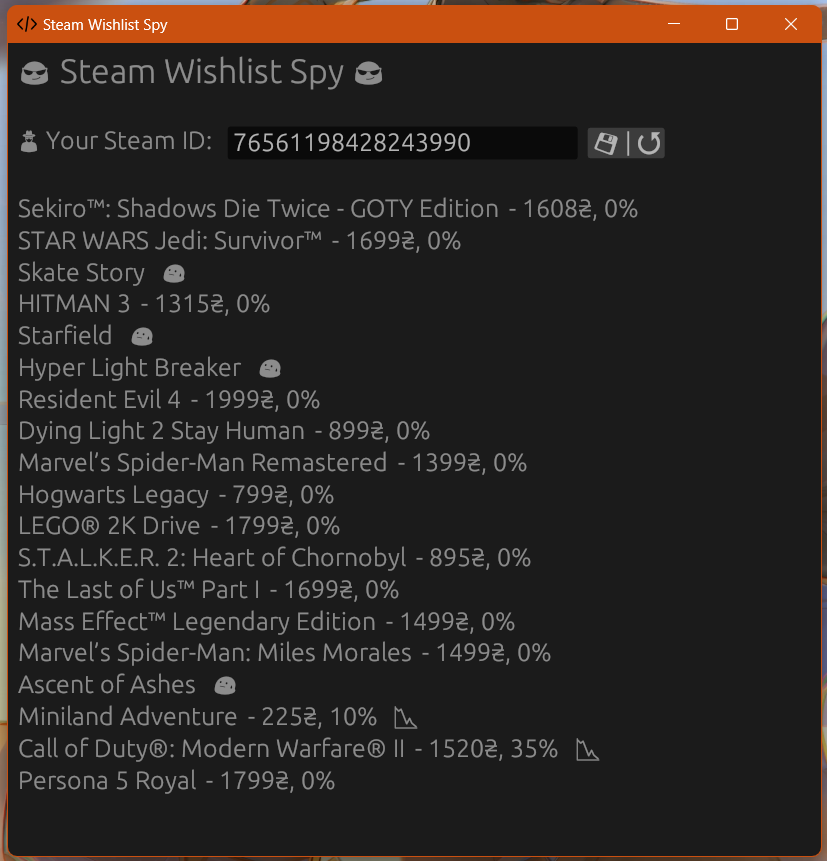 Steam Wishlist Spy
Steam Wishlist Spy
Your Steam ID: 76561198428243990
Sekiro™: Shadows Die Twice - GOTY Edition - 1608₴, 0%
STAR WARS Jedi: Survivor™ - 1699₴, 0%
Skate Story
HITMAN 3 - 1315₴, 0%
Starfield
Hyper Light Breaker
Resident Evil 4 - 1999₴, 0%
Dying Light 2 Stay Human - 899₴, 0%
Marvel's Spider-Man Remastered - 1399₴, 0%
Hogwarts Legacy - 799₴, 0%
LEGO® 2K Drive - 1799₴, 0%
S.T.A.L.K.E.R. 2: Heart of Chornobyl - 895₴, 0%
The Last of Us™ Part I - 1699₴, 0%
Mass Effect™ Legendary Edition - 1499₴, 0%
Marvel's Spider-Man: Miles Morales - 1499₴, 0%
Ascent of Ashes
Miniland Adventure - 225₴, 10%
Call of Duty®: Modern Warfare® II - 1520₴, 35%
Persona 5 Royal - 1799₴, 0%